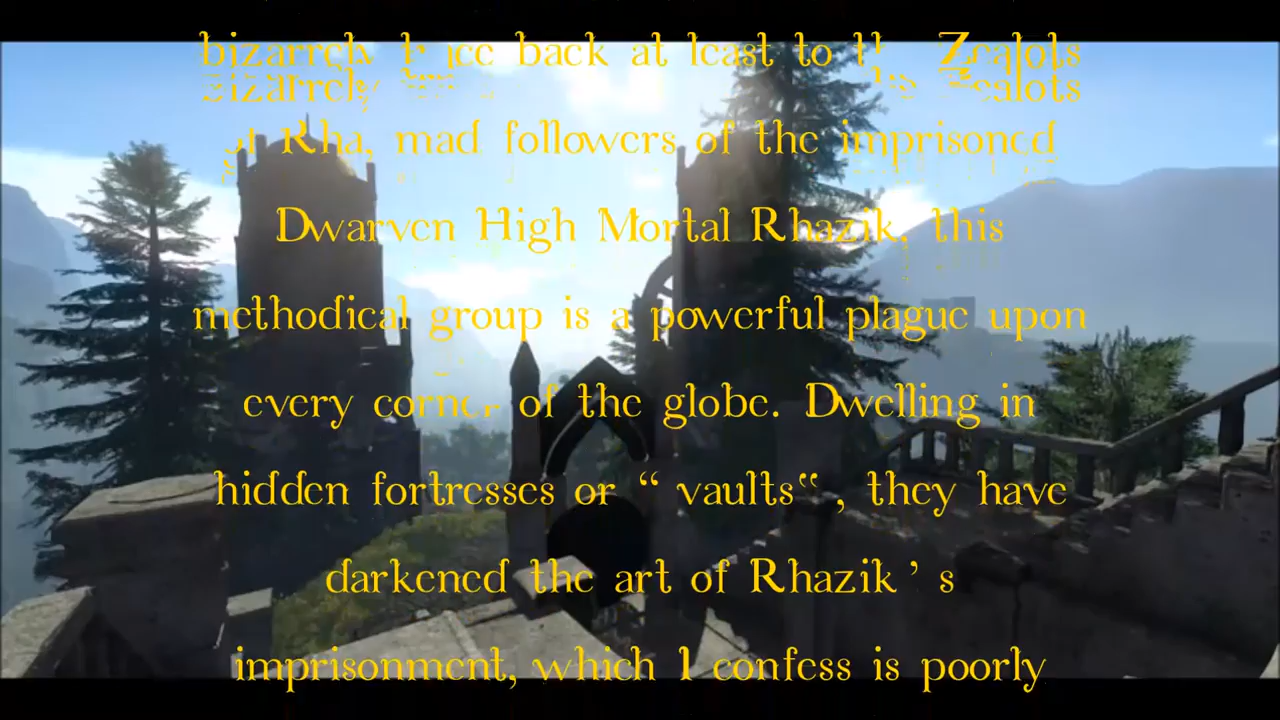 bizarrely trace back at least to the Zealots
of Rha, mad followers of the imprisoned
Dwarven High Mortal Rhazik, this
methodical group is a powerful plague upon
every corner of the globe. Dwelling in
hidden fortresses or “ vaults“ , they have
darkened the art of Rhazik ’ s
imprisonment, which I confess is poorly